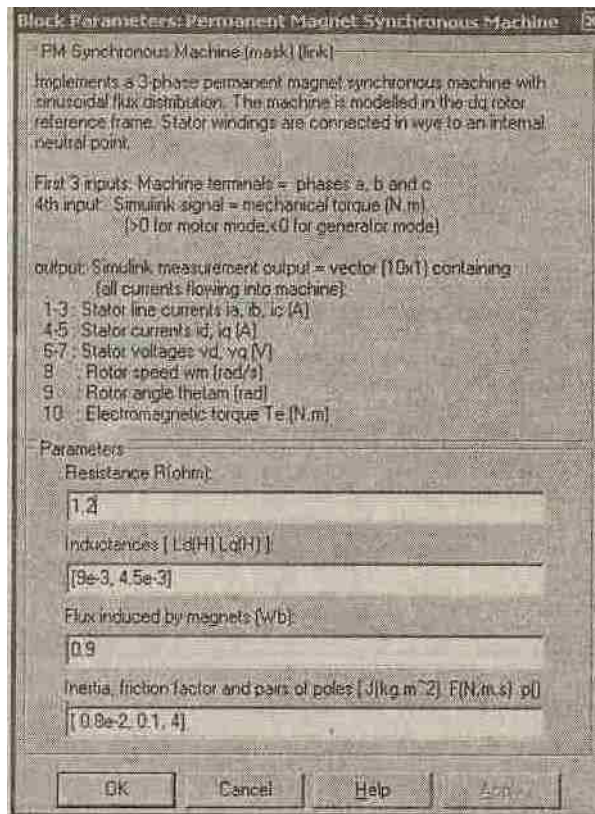 Block Parameters: Permanent Magnet Synchronous Machine
PM Synchronous Machine (mask) (link)
Implements a 3-phase permanent magnet synchronous machine with
sinusoidal flux distribution. The machine is modelled in the dq rotor
reference frame. Stator windings are connected in wye to an internal
neutral point.
First 3 inputs: Machine terminals = phases a, b and c
4th input: Simulink signal = mechanical torque (N.m)
(>0 for motor mode,<0 for generator mode)
output: Simulink measurement output = vector (10x1) containing
(all currents flowing into machine):
1-3 : Stator line currents ia, ib, ic (A)
4-5 : Stator currents id, iq (A)
6-7 : Stator voltages vd, vq (V)
8 : Rotor speed wm (rad/s)
9 : Rotor angle thetam (rad)
10 : Electromagnetic torque Te (N.m)
Parameters
Resistance R(ohm):
1.2
Inductances [ Ld(H) Lq(H) ]:
[9e-3, 4.5e-3]
Flux induced by magnets (Wb):
0.9
Inertia, friction factor and pairs of poles [ J(kg.m^2) F(N.m.s) p()
[ 0.8e-2, 0.1, 4]
OK
Cancel
Help
Apply